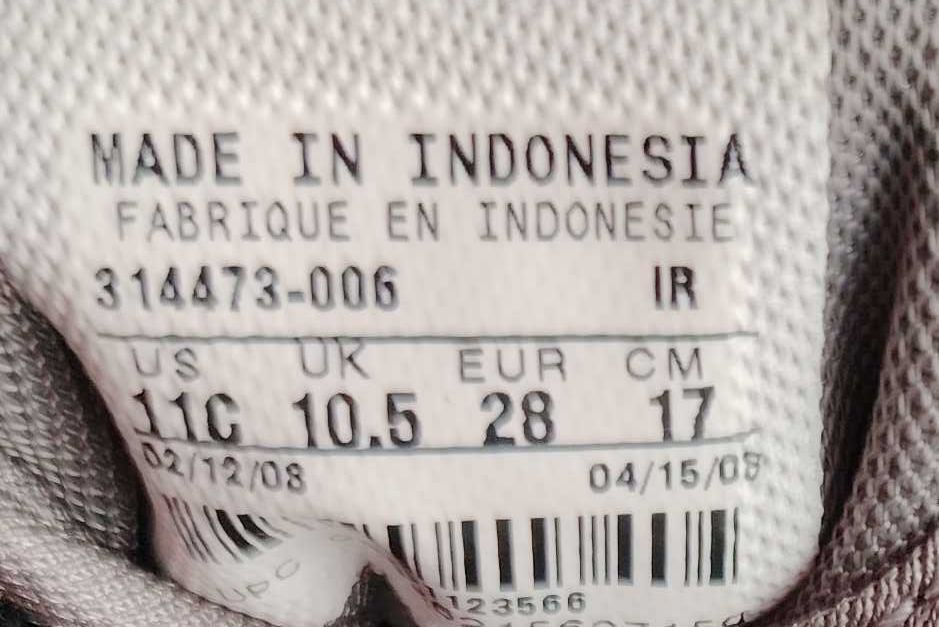 MADE IN INDONESIA
FABRIQUE EN INDONESIE
314473-006 IR
US UK EUR CM
11C 10.5 28 17
02/12/08 04/15/08
123566